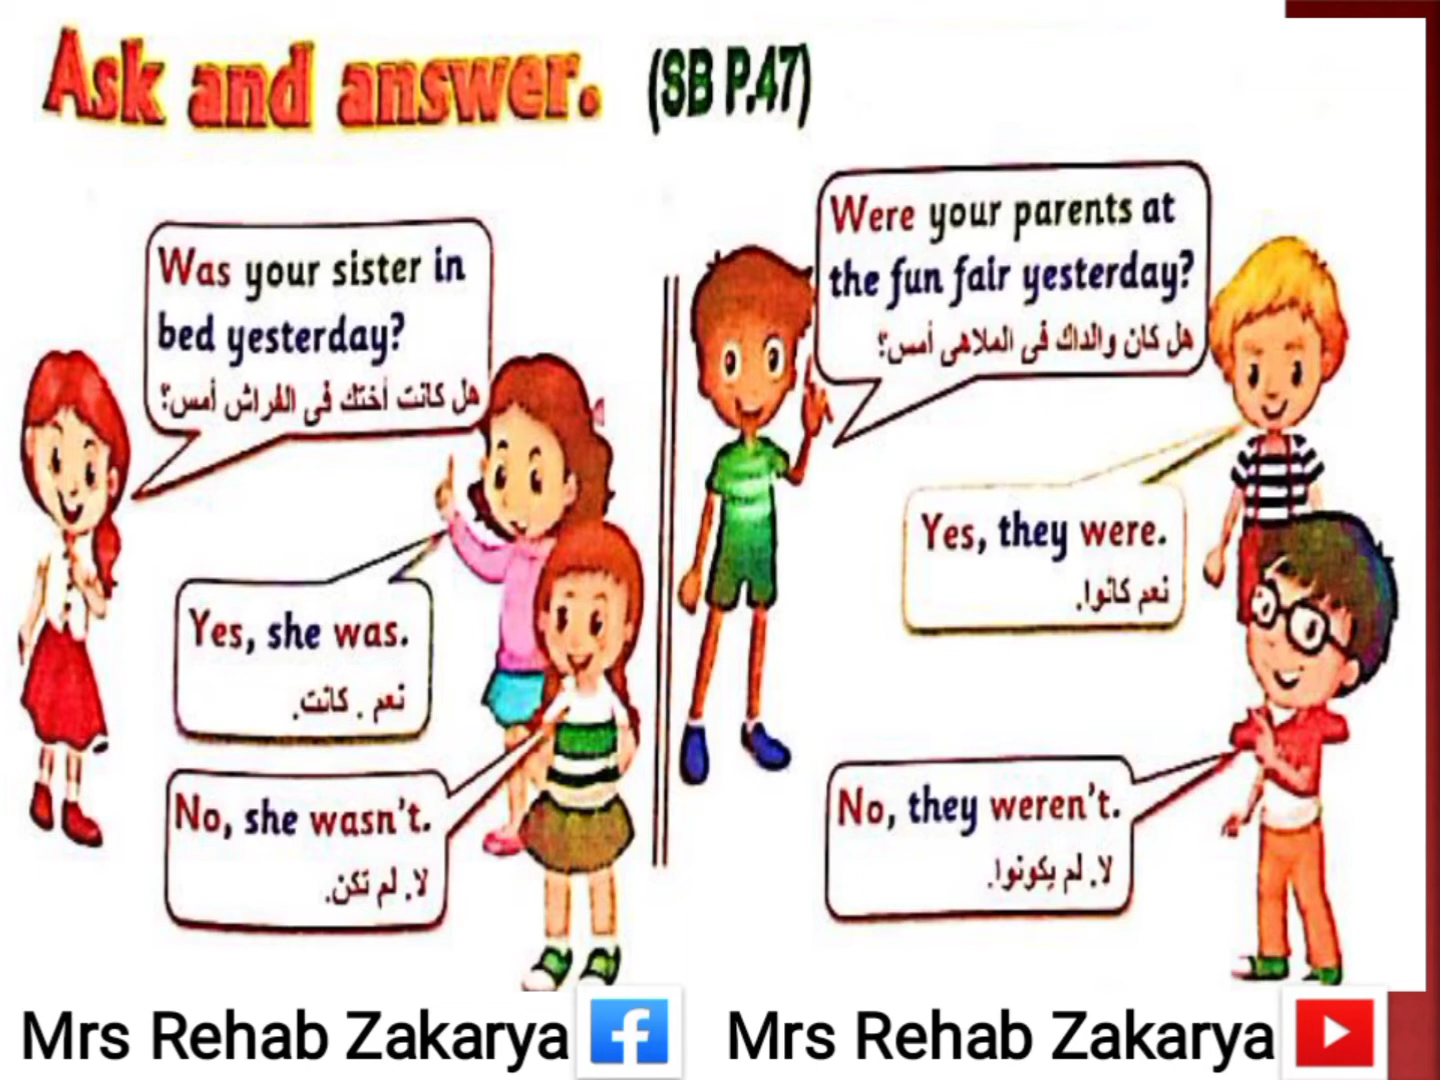 Ask and answer. (SB P.47)
Was your sister in
bed yesterday?
هل كانت أختك فى الفراش أمس؟
Yes, she was.
نعم . كانت.
No, she wasn't.
لا. لم تكن.
Were your parents at
the fun fair yesterday?
هل كان والداك فى الملاهى أمس؟
Yes, they were.
نعم كانوا.
No, they weren't.
لا. لم يكونوا.
Mrs Rehab Zakarya
Mrs Rehab Zakarya